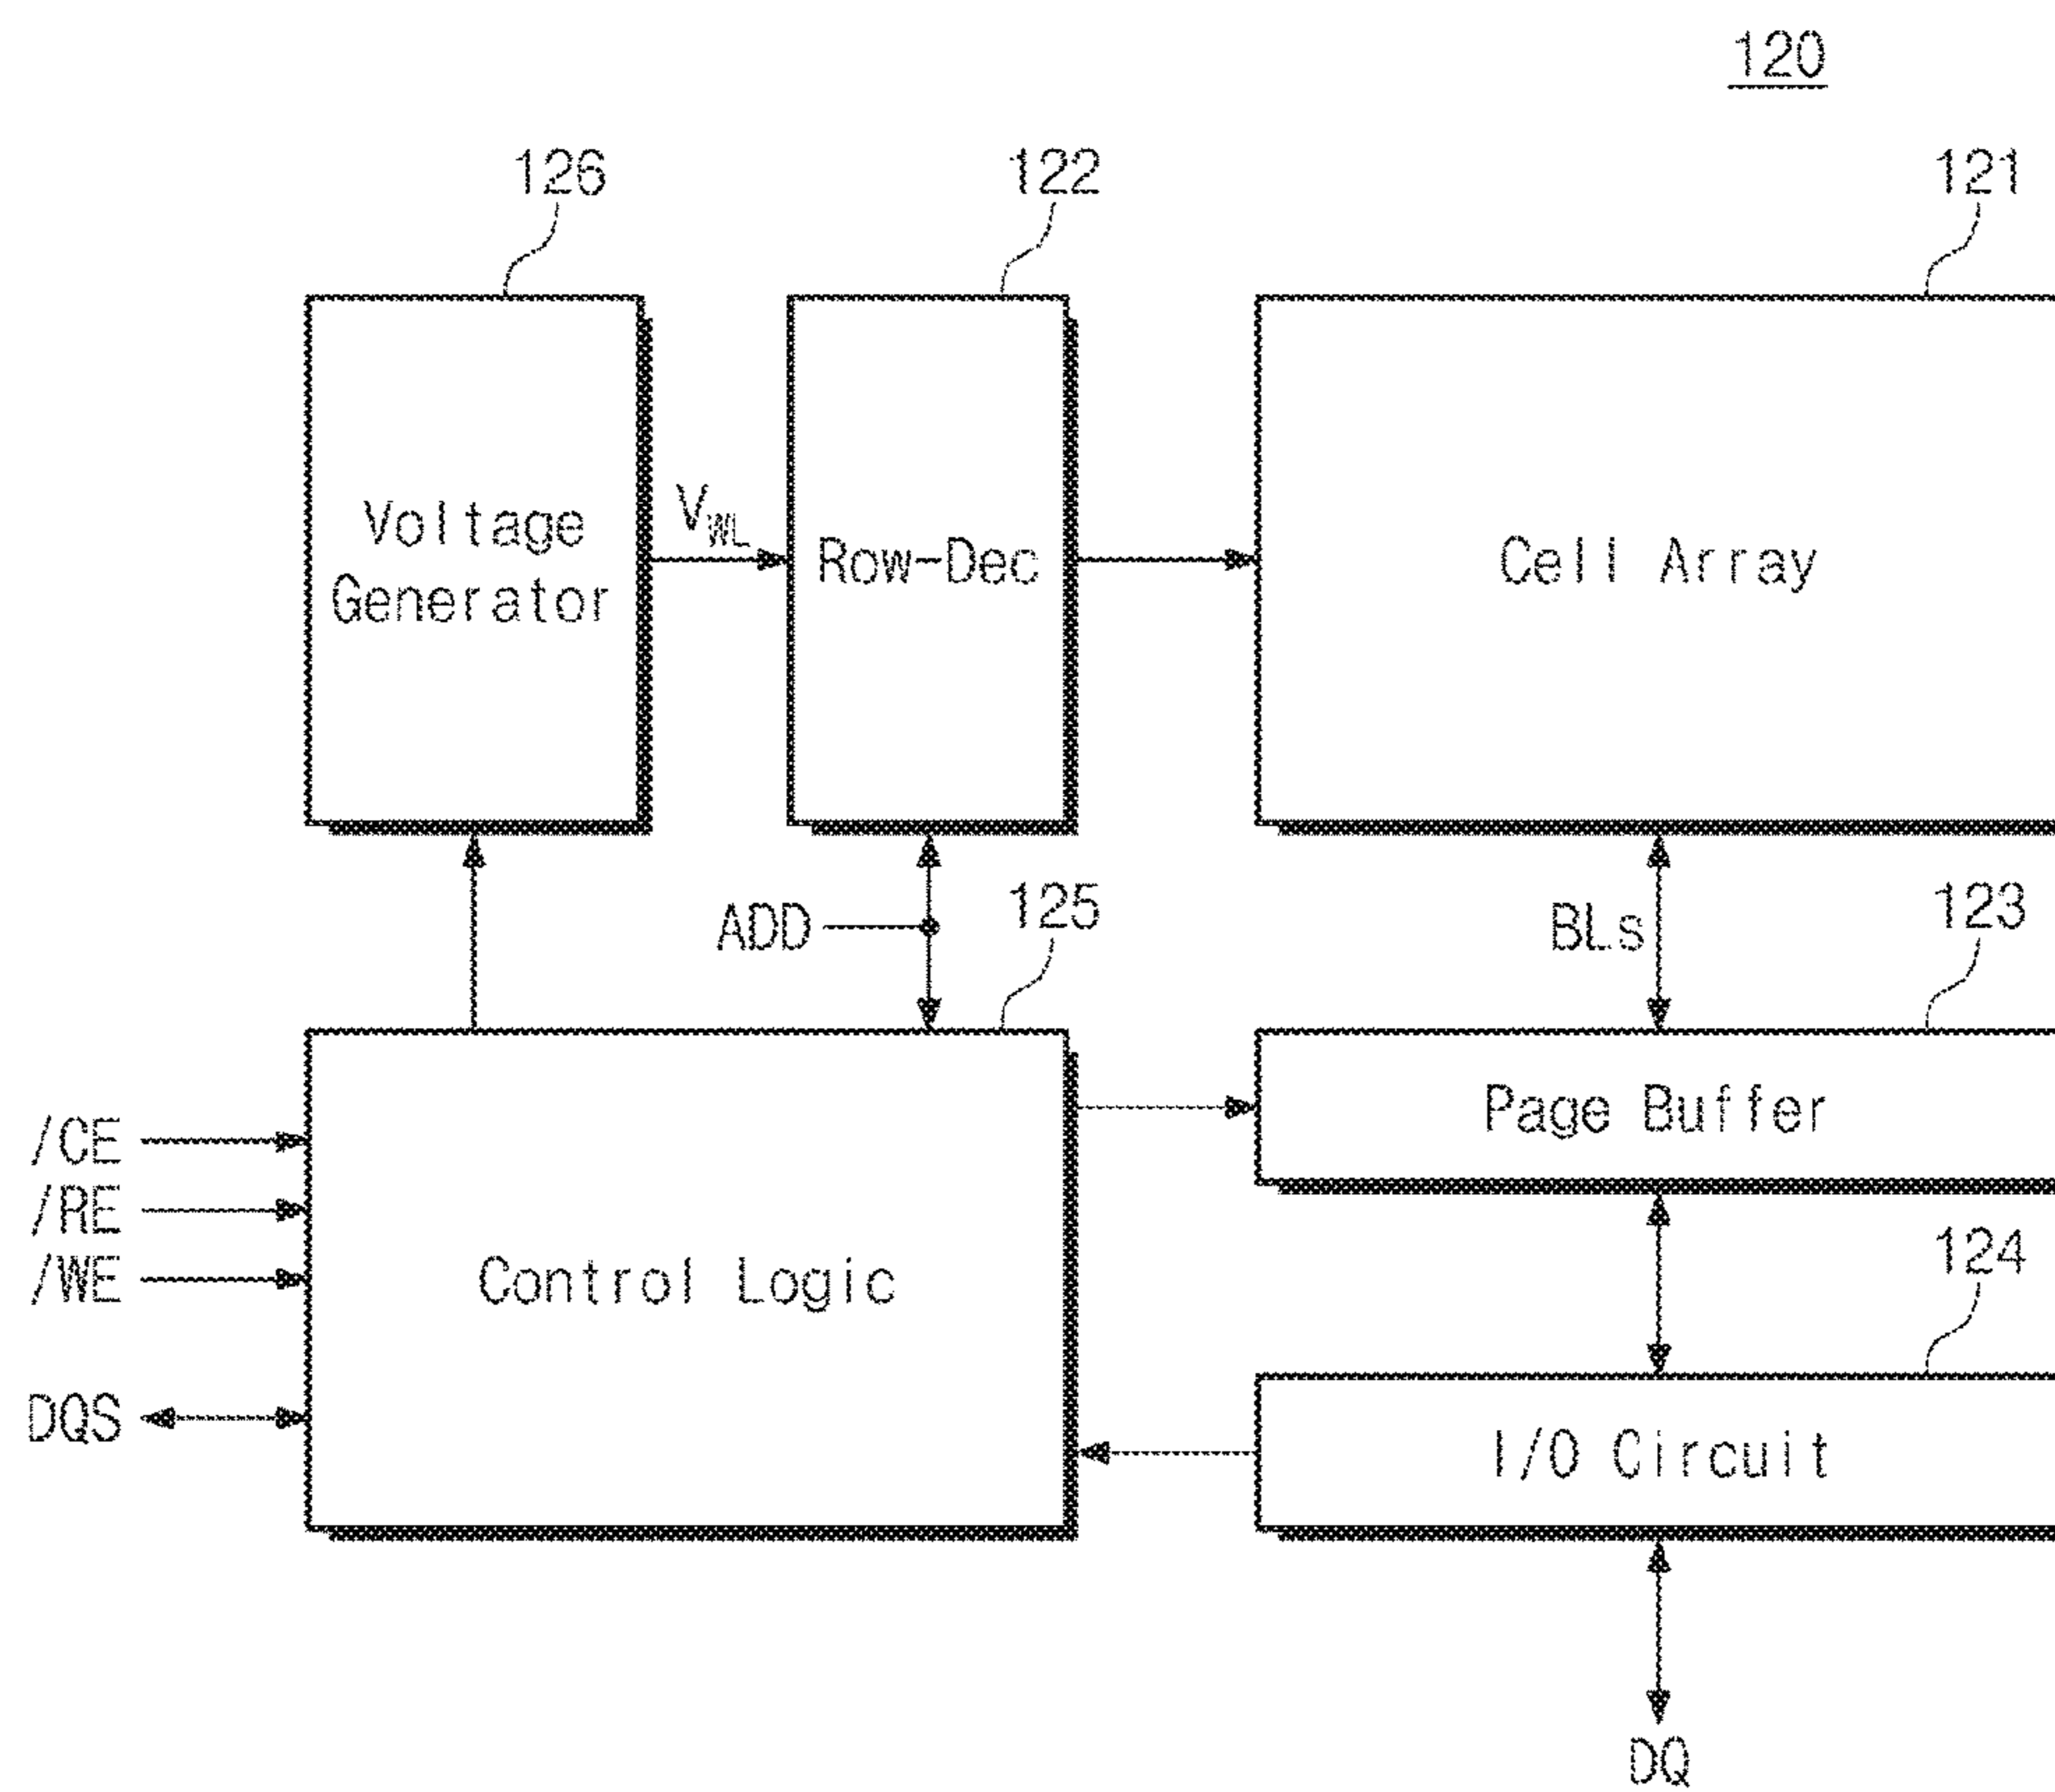 120
126
122
121
Voltage
Generator
VWL
Row-Dec
Cell Array
ADD
125
BLs
123
/CE
/RE
/WE
DQS
Control Logic
Page Buffer
124
I/O Circuit
DQ